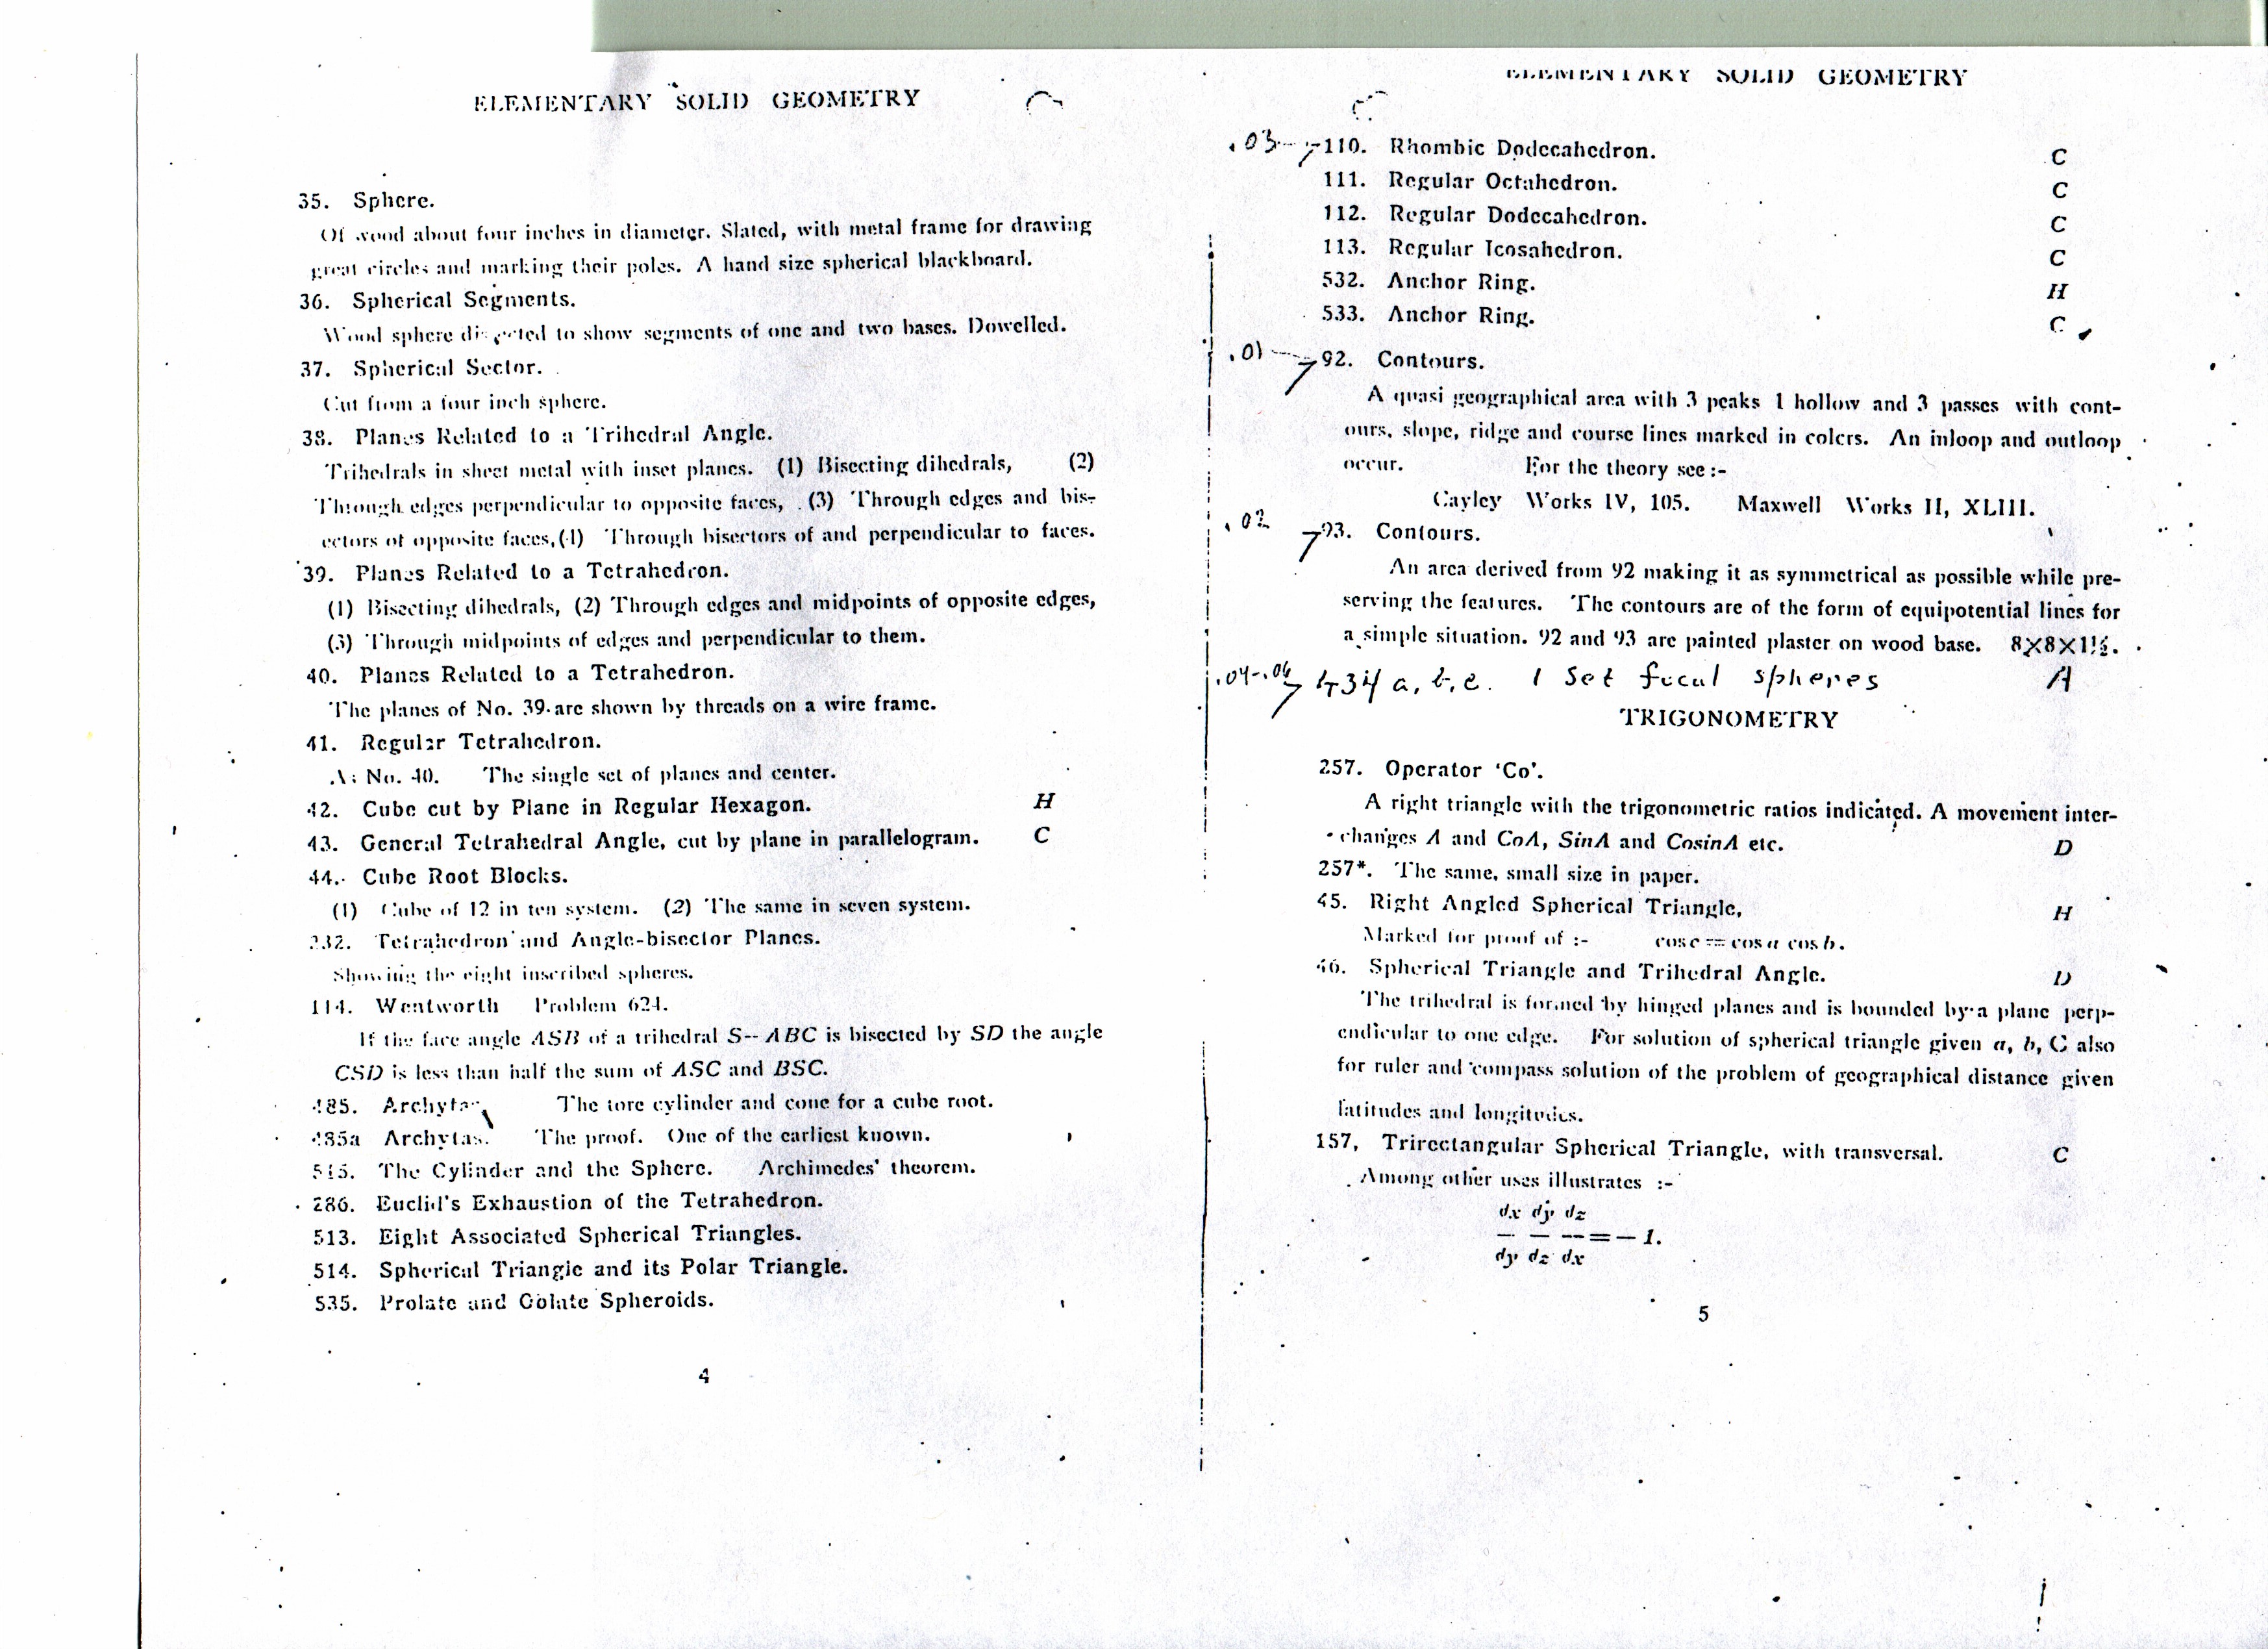 ELEMENTARY SOLID GEOMETRY
35. Sphere.
Of wood about four inches in diameter. Slated, with metal frame for drawing
great circles and marking their poles. A hand size spherical blackboard.
36. Spherical Segments.
Wood sphere dissected to show segments of one and two bases. Dowelled.
37. Spherical Sector.
Cut from a four inch sphere.
38. Planes Related to a Trihedral Angle.
Trihedrals in sheet metal with inset planes. (1) Bisecting dihedrals, (2)
Through edges perpendicular to opposite faces, (3) Through edges and bis-
ectors of opposite faces, (4) Through bisectors of and perpendicular to faces.
39. Planes Related to a Tetrahedron.
(1) Bisecting dihedrals, (2) Through edges and midpoints of opposite edges,
(3) Through midpoints of edges and perpendicular to them.
40. Planes Related to a Tetrahedron.
The planes of No. 39 are shown by threads on a wire frame.
41. Regular Tetrahedron.
As No. 40. The single set of planes and center.
42. Cube cut by Plane in Regular Hexagon. H
43. General Tetrahedral Angle, cut by plane in parallelogram. C
44. Cube Root Blocks.
(1) Cube of 12 in ten system. (2) The same in seven system.
232. Tetrahedron and Angle-bisector Planes.
Showing the eight inscribed spheres.
114. Wentworth Problem 624.
If the face angle ASB of a trihedral S--ABC is bisected by SD the angle
CSD is less than half the sum of ASC and BSC.
485. Archytas. The tore cylinder and cone for a cube root.
485a Archytas. The proof. One of the earliest known.
515. The Cylinder and the Sphere. Archimedes' theorem.
286. Euclid's Exhaustion of the Tetrahedron.
513. Eight Associated Spherical Triangles.
514. Spherical Triangle and its Polar Triangle.
535. Prolate and Oblate Spheroids.
4
ELEMENTARY SOLID GEOMETRY
.03 110. Rhombic Dodecahedron. C
111. Regular Octahedron. C
112. Regular Dodecahedron. C
113. Regular Icosahedron. C
532. Anchor Ring. H
533. Anchor Ring. C
.01 92. Contours.
A quasi geographical area with 3 peaks 1 hollow and 3 passes with cont-
ours, slope, ridge and course lines marked in colors. An inloop and outloop
occur. For the theory see :-
Cayley Works IV, 105. Maxwell Works II, XLIII.
.02 93. Contours.
An area derived from 92 making it as symmetrical as possible while pre-
serving the features. The contours are of the form of equipotential lines for
a simple situation. 92 and 93 are painted plaster on wood base. 8×8×1½.
.04-.06 434 a, b, c. 1 Set focal spheres A
TRIGONOMETRY
257. Operator 'Co'.
A right triangle with the trigonometric ratios indicated. A movement inter-
changes A and CoA, SinA and CosinA etc. D
257*. The same, small size in paper.
45. Right Angled Spherical Triangle, H
Marked for proof of :- cos c = cos a cos b.
46. Spherical Triangle and Trihedral Angle. D
The trihedral is formed by hinged planes and is bounded by a plane perp-
endicular to one edge. For solution of spherical triangle given a, b, C also
for ruler and compass solution of the problem of geographical distance given
latitudes and longitudes.
157, Trirectangular Spherical Triangle, with transversal. C
Among other uses illustrates :-
dx dy dz
— — — = – 1.
dy dz dx
5